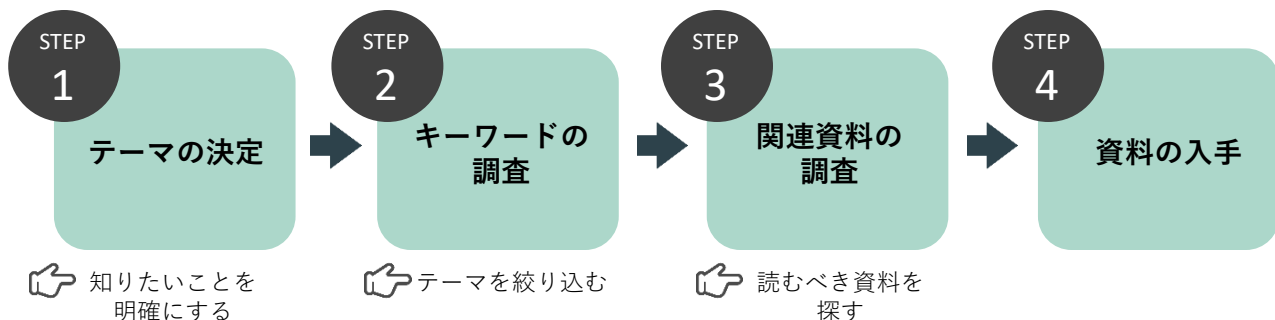 STEP
1
テーマの決定
知りたいことを
明確にする
STEP
2
キーワードの
調査
テーマを絞り込む
STEP
3
関連資料の
調査
読むべき資料を
探す
STEP
4
資料の入手